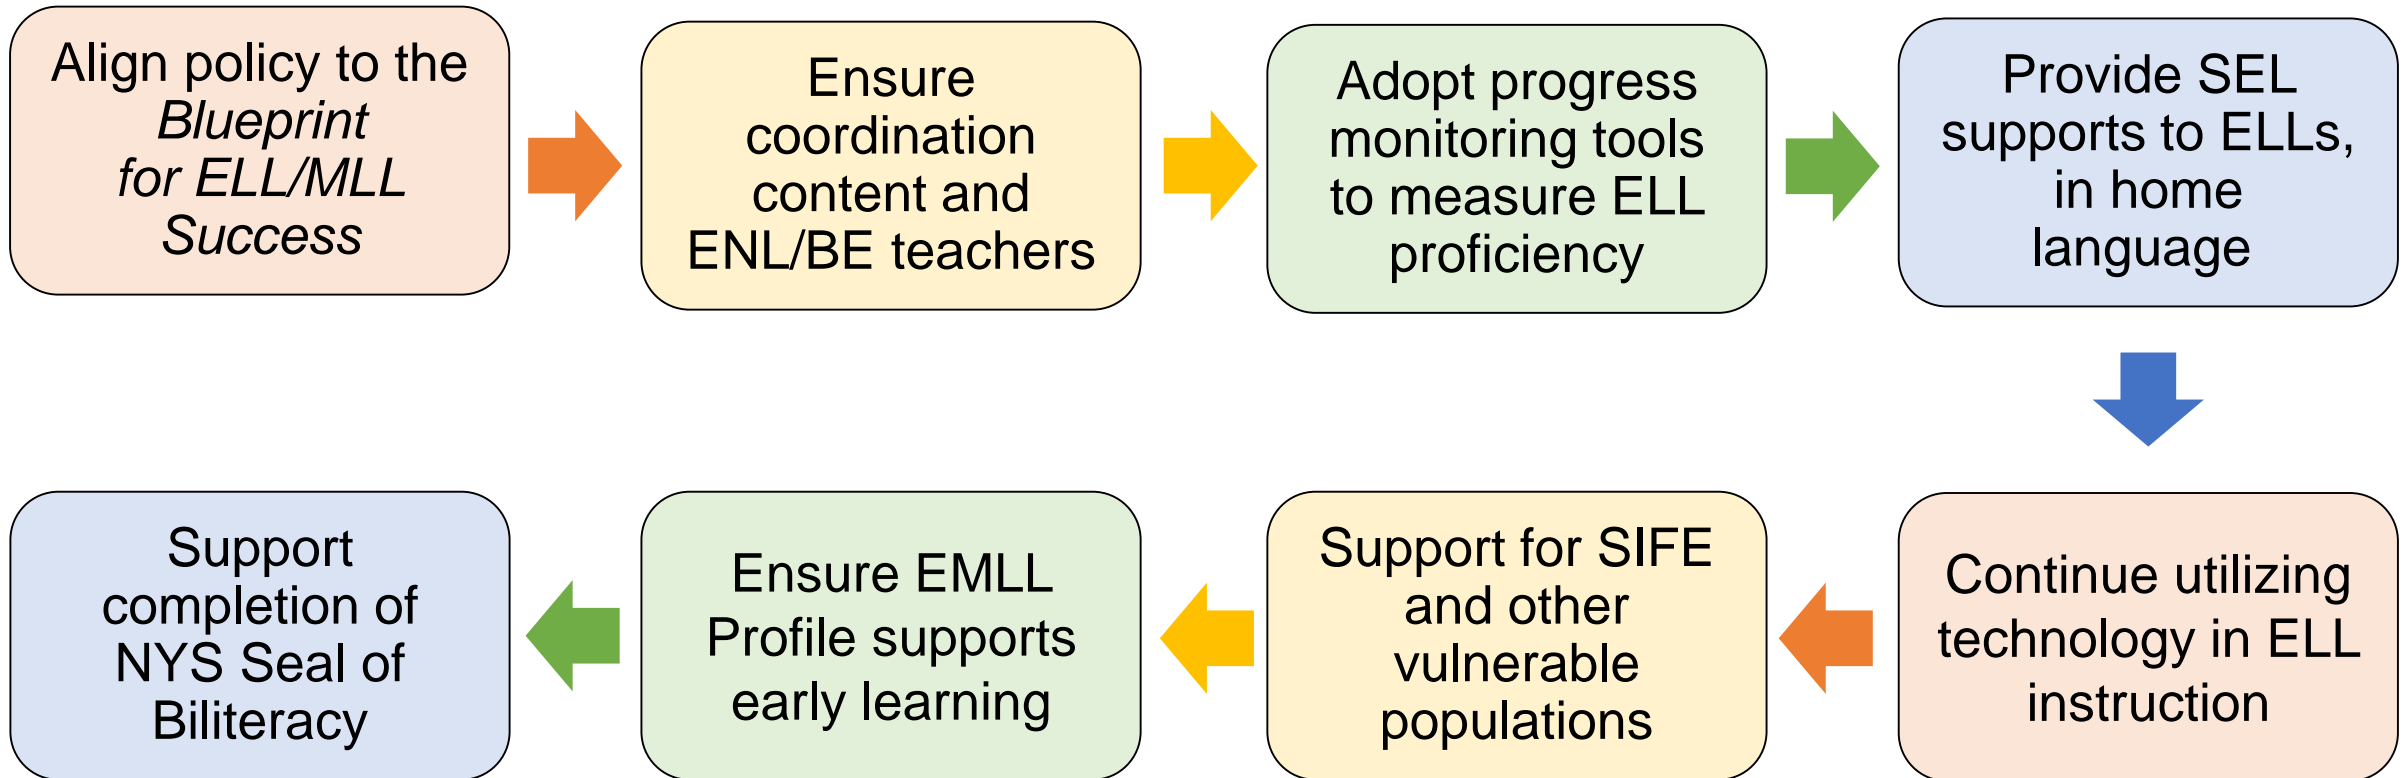 Align policy to the
Blueprint
for ELL/MLL
Success
Ensure
coordination
content and
ENL/BE teachers
Adopt progress
monitoring tools
to measure ELL
proficiency
Provide SEL
supports to ELLs,
in home
language
Continue utilizing
technology in ELL
instruction
Support for SIFE
and other
vulnerable
populations
Ensure EMLL
Profile supports
early learning
Support
completion of
NYS Seal of
Biliteracy